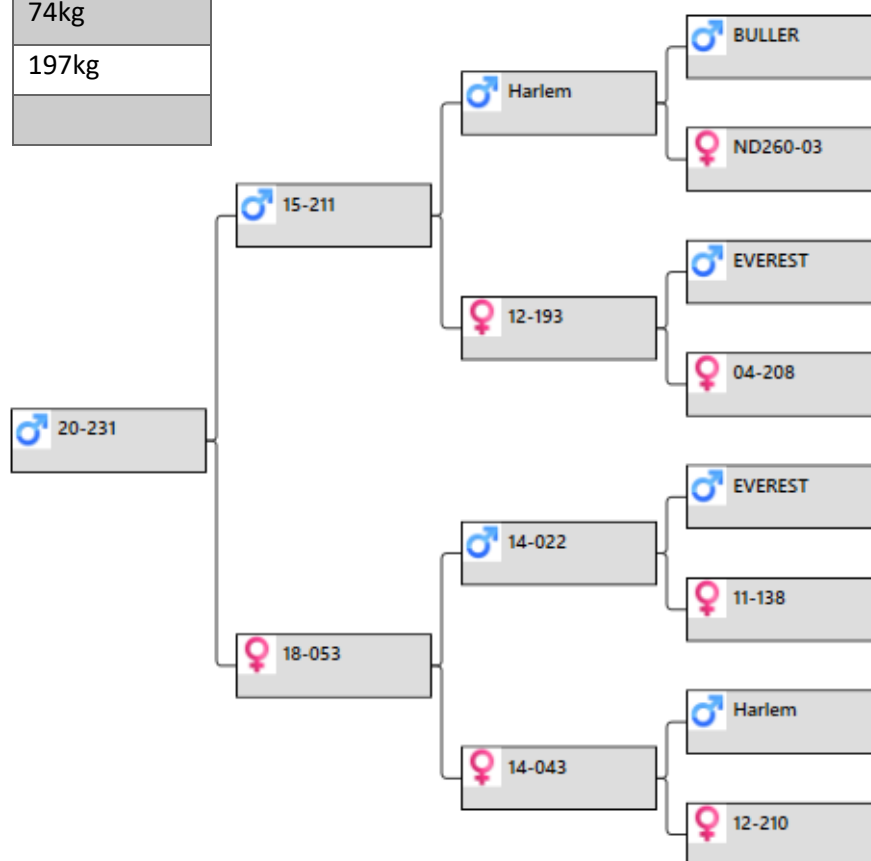 74kg
197kg
BULLER
Harlem
ND260-03
15-211
EVEREST
12-193
04-208
20-231
EVEREST
14-022
11-138
18-053
Harlem
14-043
12-210